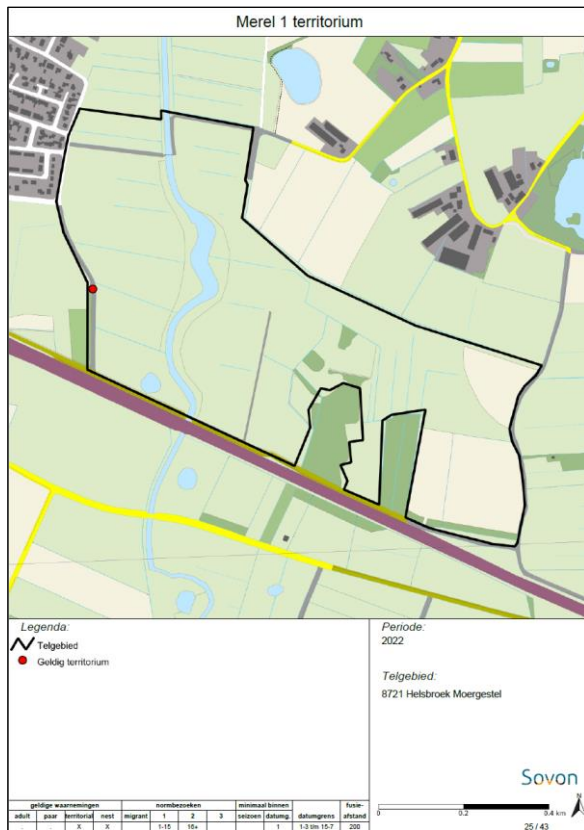 Merel 1 territorium
Legenda:
Telgebied
Geldig territorium
Periode:
2022
Telgebied:
8721 Helsbroek Moergestel
Sovon
0 0.2 0.4 km
N
25 / 43
geldige waarnemingen normbezoeken minimaal binnen fusie-
adult paar territoriaal nest migrant 1 2 3 seizoen datumg. datumgrens afstand
. . X X 1-15 16+ 1 1-3 t/m 15-7 200